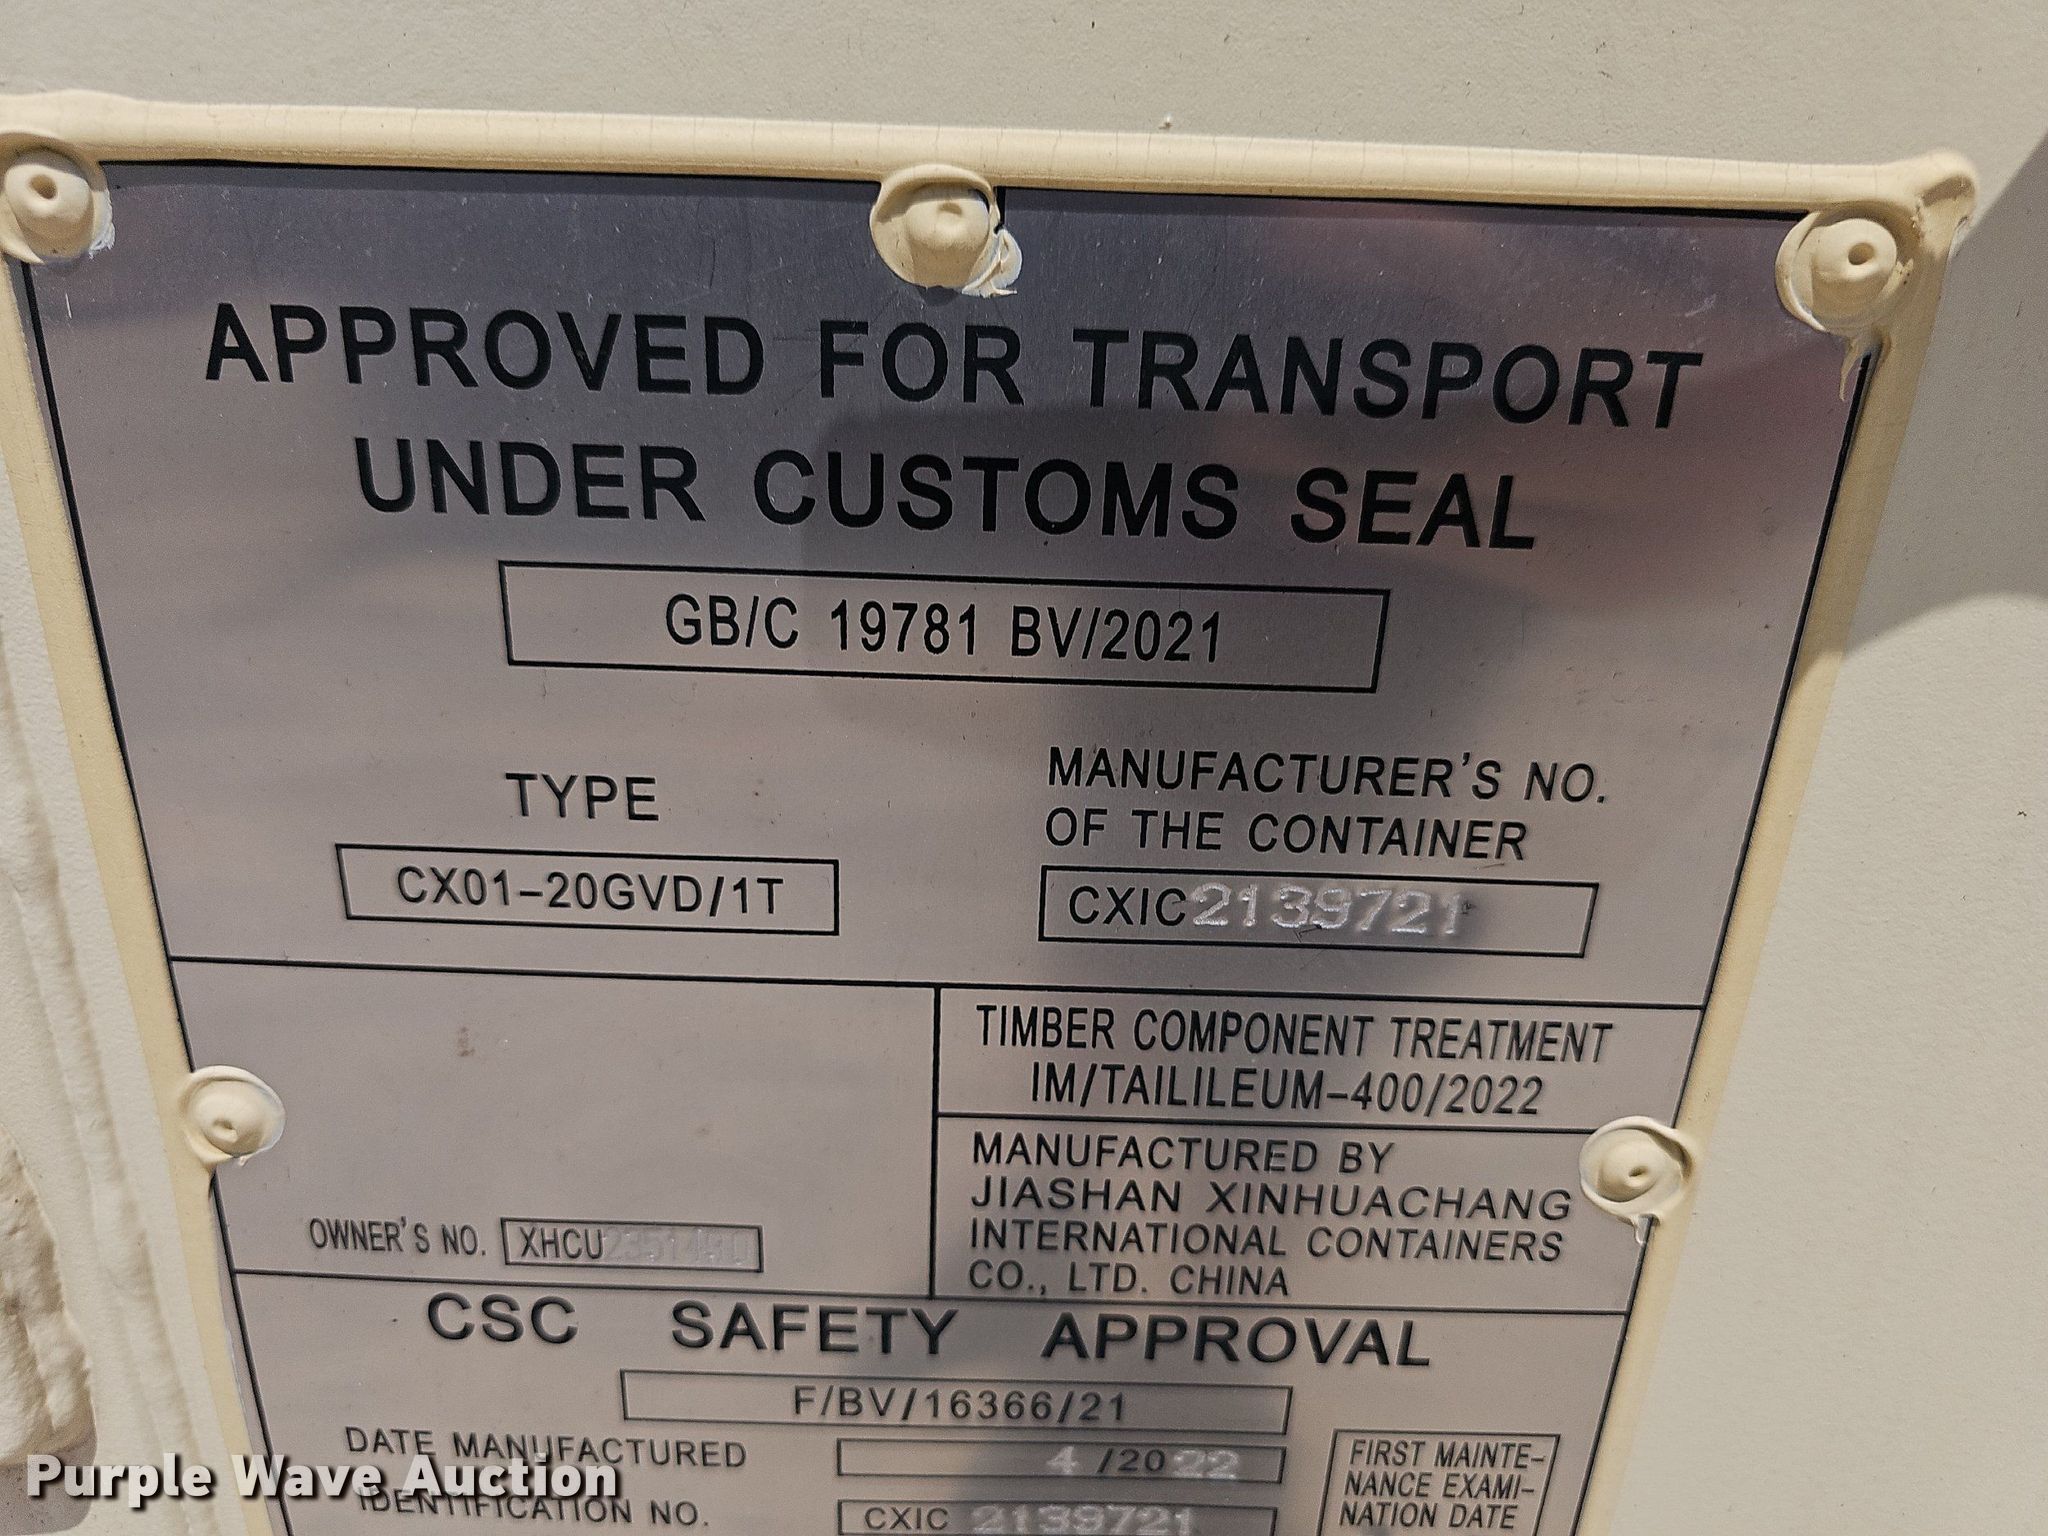 APPROVED FOR TRANSPORT
UNDER CUSTOMS SEAL
GB/C 19781 BV/2021
TYPE
CX01-20GVD/1T
MANUFACTURER'S NO.
OF THE CONTAINER
CXIC2139721
TIMBER COMPONENT TREATMENT
IM/TAILILEUM-400/2022
MANUFACTURED BY
JIASHAN XINHUACHANG
INTERNATIONAL CONTAINERS
CO., LTD. CHINA
OWNER'S NO. XHCU
CSC SAFETY APPROVAL
F/BV/16366/21
DATE MANUFACTURED 4 /2022
IDENTIFICATION NO. CXIC 2139721
FIRST MAINTE-
NANCE EXAMI-
NATION DATE
Purple Wave Auction